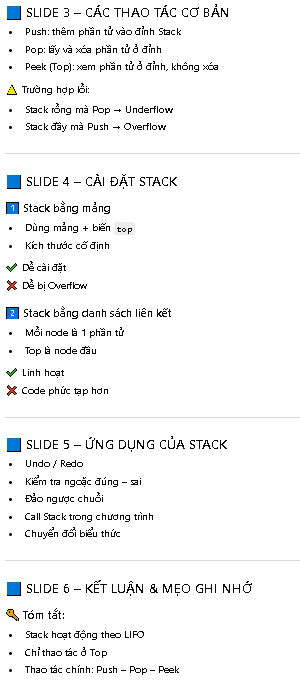 SLIDE 3 – CÁC THAO TÁC CƠ BẢN
• Push: thêm phần tử vào đỉnh Stack
• Pop: lấy và xóa phần tử ở đỉnh
• Peek (Top): xem phần tử ở đỉnh, không xóa
⚠ Trường hợp lỗi:
• Stack rỗng mà Pop → Underflow
• Stack đầy mà Push → Overflow
SLIDE 4 – CÀI ĐẶT STACK
1 Stack bằng mảng
• Dùng mảng + biến top
• Kích thước cố định
✔ Dễ cài đặt
❌ Dễ bị Overflow
2 Stack bằng danh sách liên kết
• Mỗi node là 1 phần tử
• Top là node đầu
✔ Linh hoạt
❌ Code phức tạp hơn
SLIDE 5 – ỨNG DỤNG CỦA STACK
• Undo / Redo
• Kiểm tra ngoặc đúng – sai
• Đảo ngược chuỗi
• Call Stack trong chương trình
• Chuyển đổi biểu thức
SLIDE 6 – KẾT LUẬN & MẸO GHI NHỚ
🔑 Tóm tắt:
• Stack hoạt động theo LIFO
• Chỉ thao tác ở Top
• Thao tác chính: Push – Pop – Peek